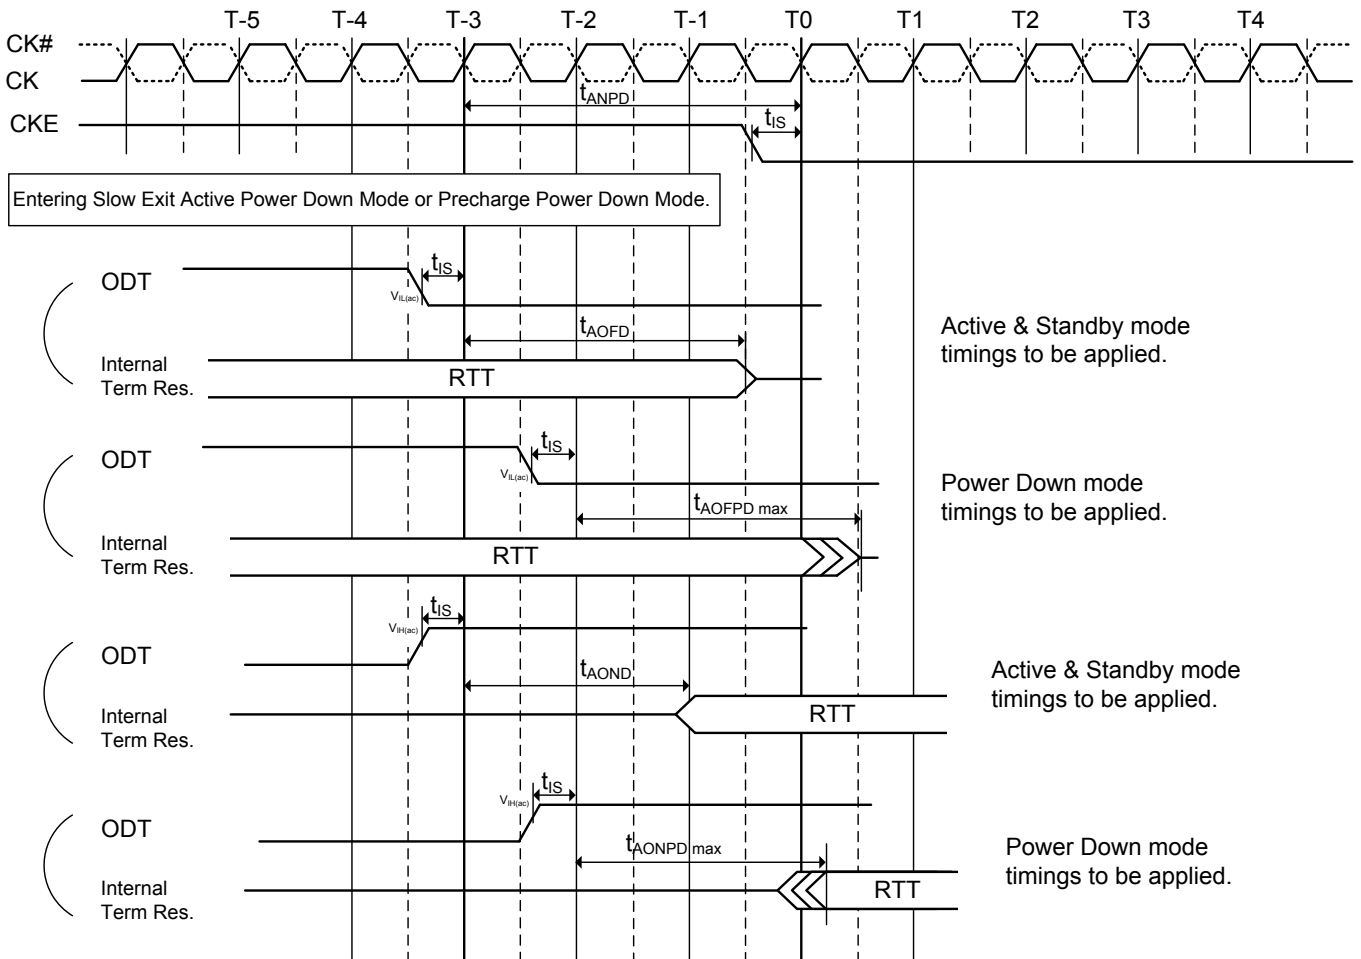 T-5 T-4 T-3 T-2 T-1 T0 T1 T2 T3 T4
CK#
CK
tANPD
CKE
tIS
Entering Slow Exit Active Power Down Mode or Precharge Power Down Mode.
ODT
tIS
VIL(ac)
tAOFD
Internal
Term Res.
RTT
Active & Standby mode
timings to be applied.
ODT
tIS
VIL(ac)
tAOFPD max
Internal
Term Res.
RTT
Power Down mode
timings to be applied.
ODT
tIS
VIH(ac)
tAOND
Internal
Term Res.
RTT
Active & Standby mode
timings to be applied.
ODT
tIS
VIH(ac)
tAONPD max
Internal
Term Res.
RTT
Power Down mode
timings to be applied.